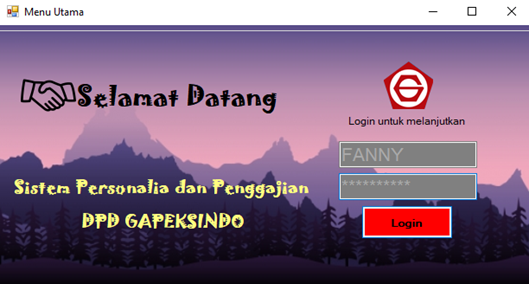 Menu Utama
Selamat Datang
Login untuk melanjutkan
FANNY
**********
Sistem Personalia dan Penggajian
DPD GAPEKSINDO
Login